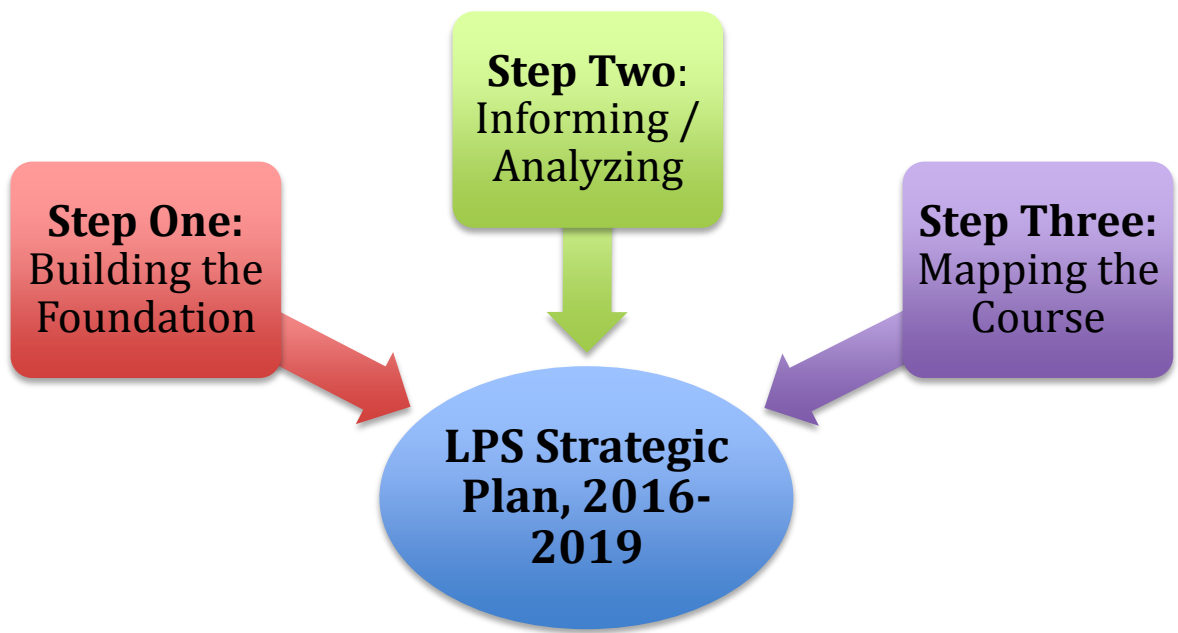 Step One:
Building the
Foundation
Step Two:
Informing /
Analyzing
Step Three:
Mapping the
Course
LPS Strategic
Plan, 2016-
2019